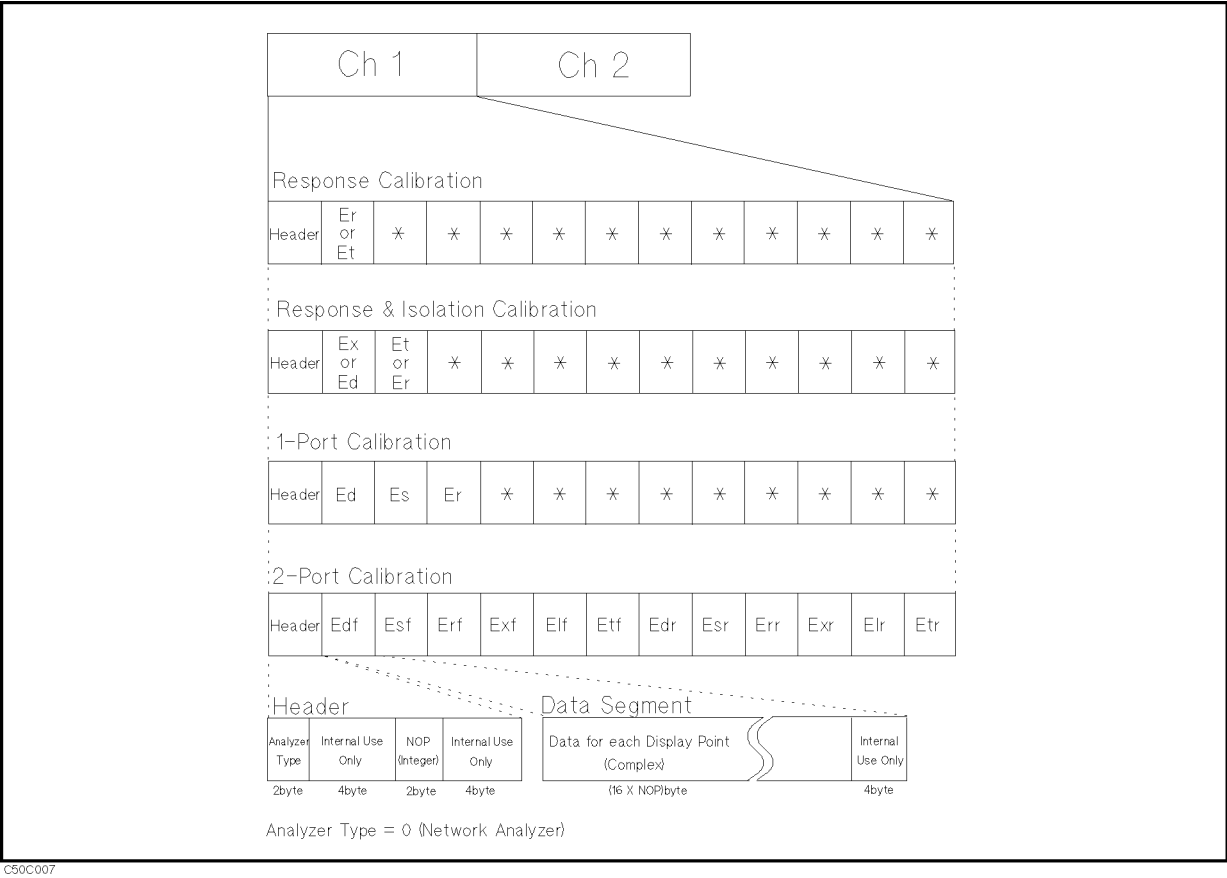 Ch 1 Ch 2
Response Calibration
Header Er or Et * * * * * * * * * * *
Response & Isolation Calibration
Header Ex or Ed Et or Er * * * * * * * * * *
1-Port Calibration
Header Ed Es Er * * * * * * * * *
2-Port Calibration
Header Edf Esf Erf Exf Elf Etf Edr Esr Err Exr Elr Etr
Header Data Segment
Analyzer Type Internal Use Only NOP (Integer) Internal Use Only Data for each Display Point (Complex) Internal Use Only
2byte 4byte 2byte 4byte (16 X NOP)byte 4byte
Analyzer Type = 0 (Network Analyzer)
C50C007